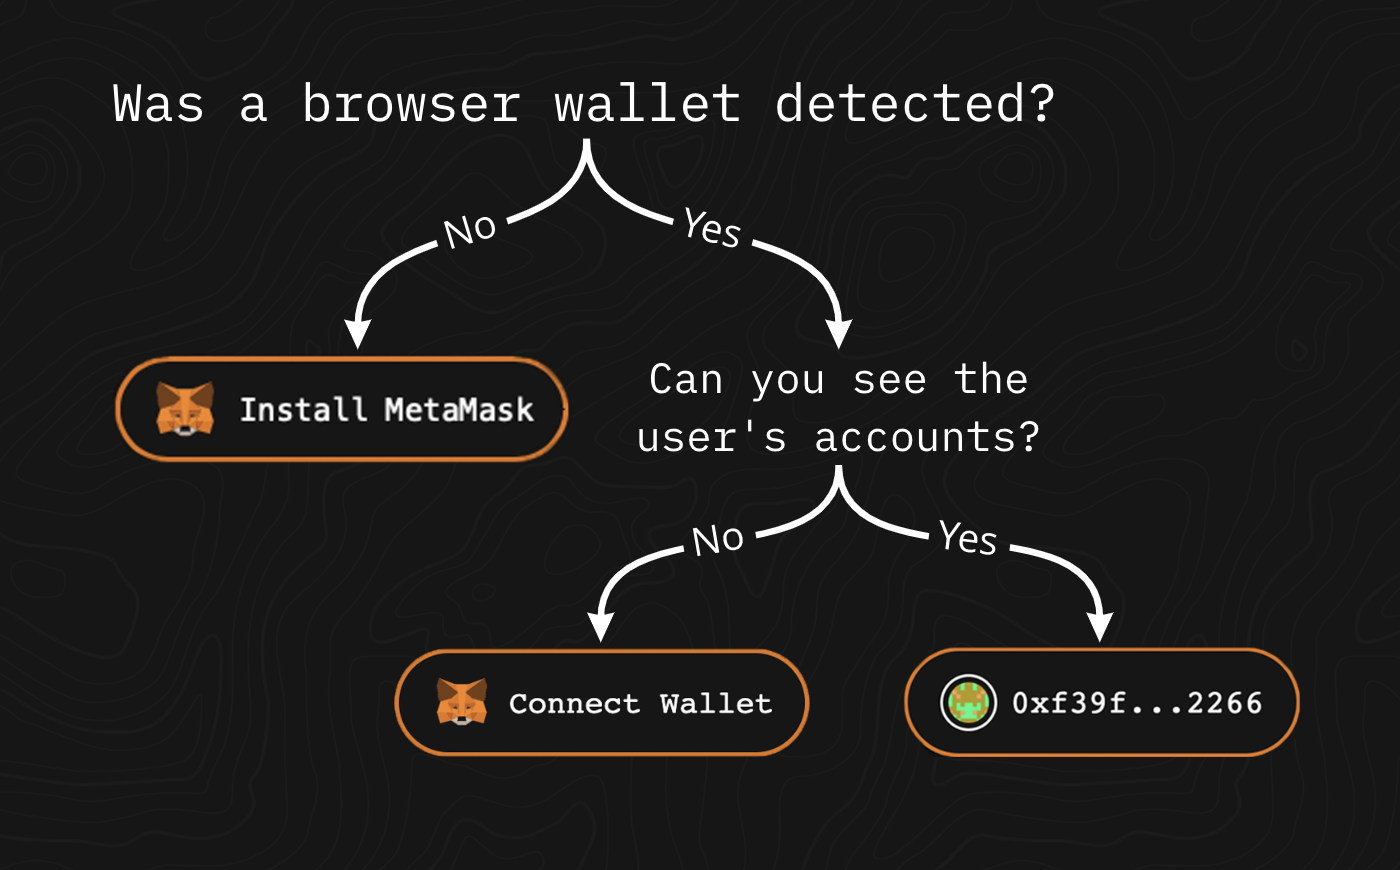 Was a browser wallet detected?
No
Yes
Install MetaMask
Can you see the
user's accounts?
No
Yes
Connect Wallet
0xf39f...2266